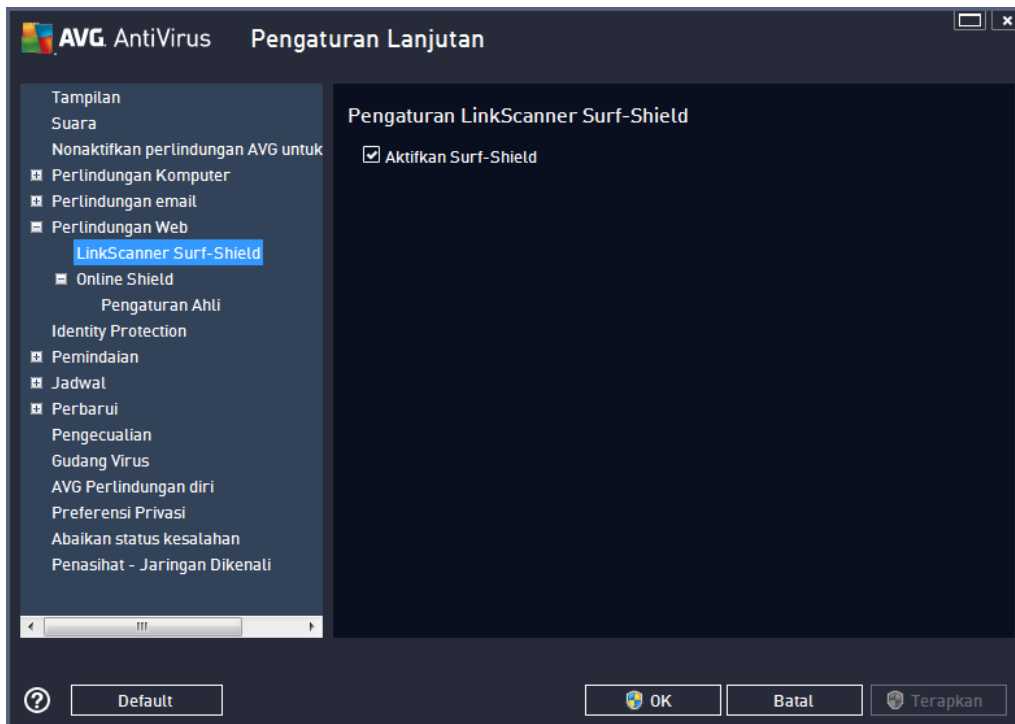 AVG. AntiVirus Pengaturan Lanjutan
Tampilan
Suara
Nonaktifkan perlindungan AVG untuk
Perlindungan Komputer
Perlindungan email
Perlindungan Web
LinkScanner Surf-Shield
Online Shield
Pengaturan Ahli
Identity Protection
Pemindaian
Jadwal
Perbarui
Pengecualian
Gudang Virus
AVG Perlindungan diri
Preferensi Privasi
Abaikan status kesalahan
Penasihat - Jaringan Dikenali
Pengaturan LinkScanner Surf-Shield
Aktifkan Surf-Shield
Default
OK
Batal
Terapkan